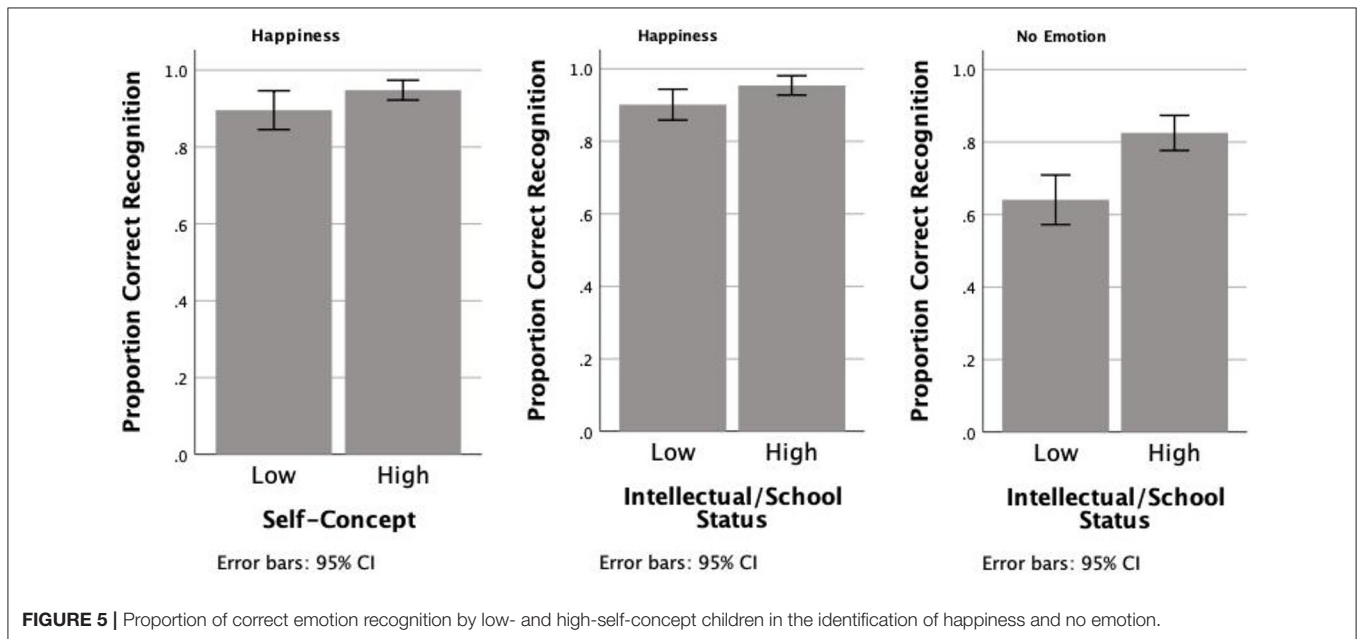 Happiness
Proportion Correct Recognition
1.0
.8
.6
.4
.2
.0
Low High
Self-Concept
Error bars: 95% CI
Happiness
Proportion Correct Recognition
1.0
.8
.6
.4
.2
.0
Low High
Intellectual/School
Status
Error bars: 95% CI
No Emotion
Proportion Correct Recognition
1.0
.8
.6
.4
.2
.0
Low High
Intellectual/School
Status
Error bars: 95% CI
FIGURE 5 | Proportion of correct emotion recognition by low- and high-self-concept children in the identification of happiness and no emotion.